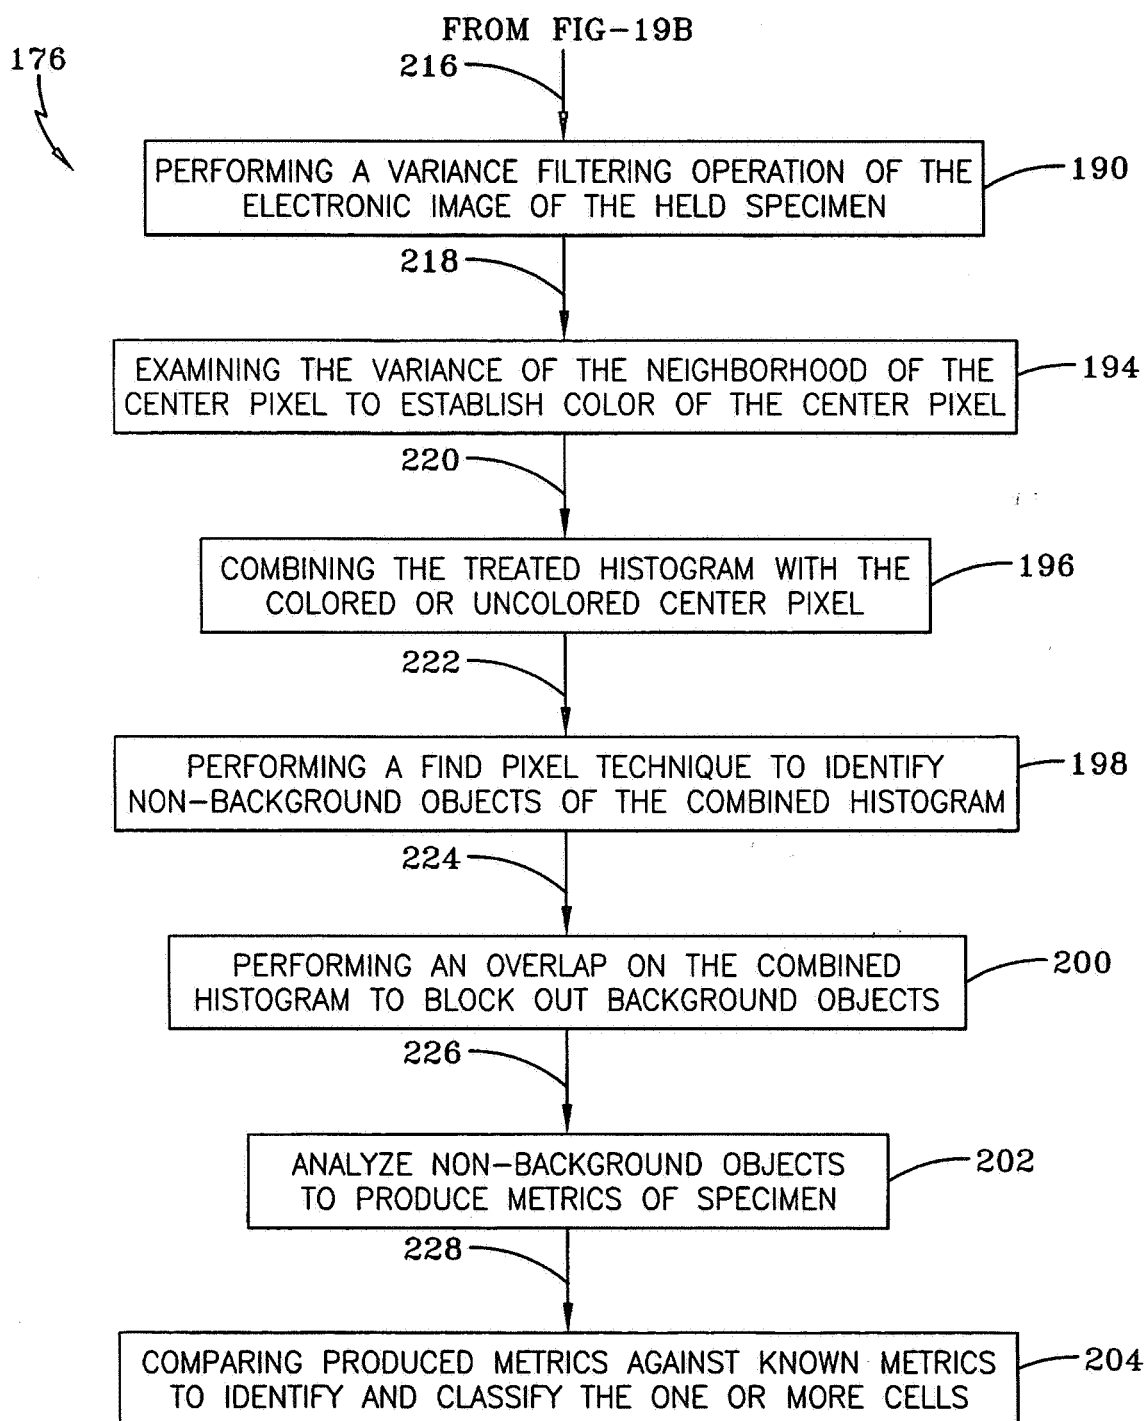 FROM FIG-19B
176
216
PERFORMING A VARIANCE FILTERING OPERATION OF THE
ELECTRONIC IMAGE OF THE HELD SPECIMEN
190
218
EXAMINING THE VARIANCE OF THE NEIGHBORHOOD OF THE
CENTER PIXEL TO ESTABLISH COLOR OF THE CENTER PIXEL
194
220
COMBINING THE TREATED HISTOGRAM WITH THE
COLORED OR UNCOLORED CENTER PIXEL
196
222
PERFORMING A FIND PIXEL TECHNIQUE TO IDENTIFY
NON-BACKGROUND OBJECTS OF THE COMBINED HISTOGRAM
198
224
PERFORMING AN OVERLAP ON THE COMBINED
HISTOGRAM TO BLOCK OUT BACKGROUND OBJECTS
200
226
ANALYZE NON-BACKGROUND OBJECTS
TO PRODUCE METRICS OF SPECIMEN
202
228
COMPARING PRODUCED METRICS AGAINST KNOWN METRICS
TO IDENTIFY AND CLASSIFY THE ONE OR MORE CELLS
204